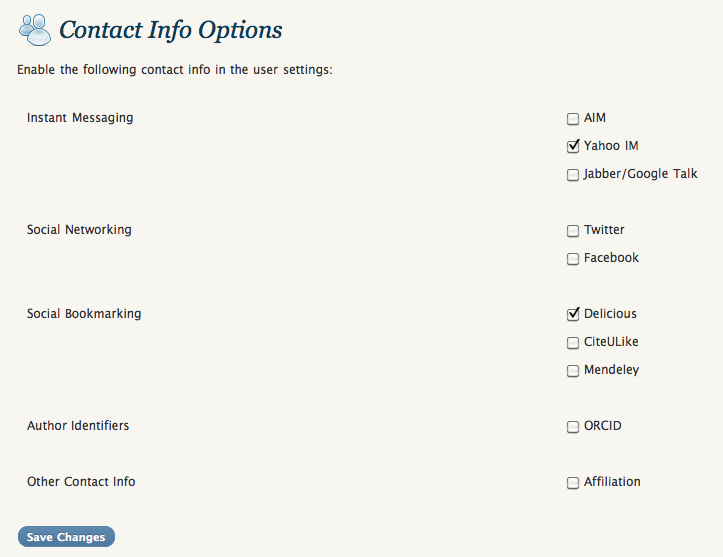 Contact Info Options
Enable the following contact info in the user settings:
Instant Messaging
AIM
Yahoo IM
Jabber/Google Talk
Social Networking
Twitter
Facebook
Social Bookmarking
Delicious
CiteULike
Mendeley
Author Identifiers
ORCID
Other Contact Info
Affiliation
Save Changes